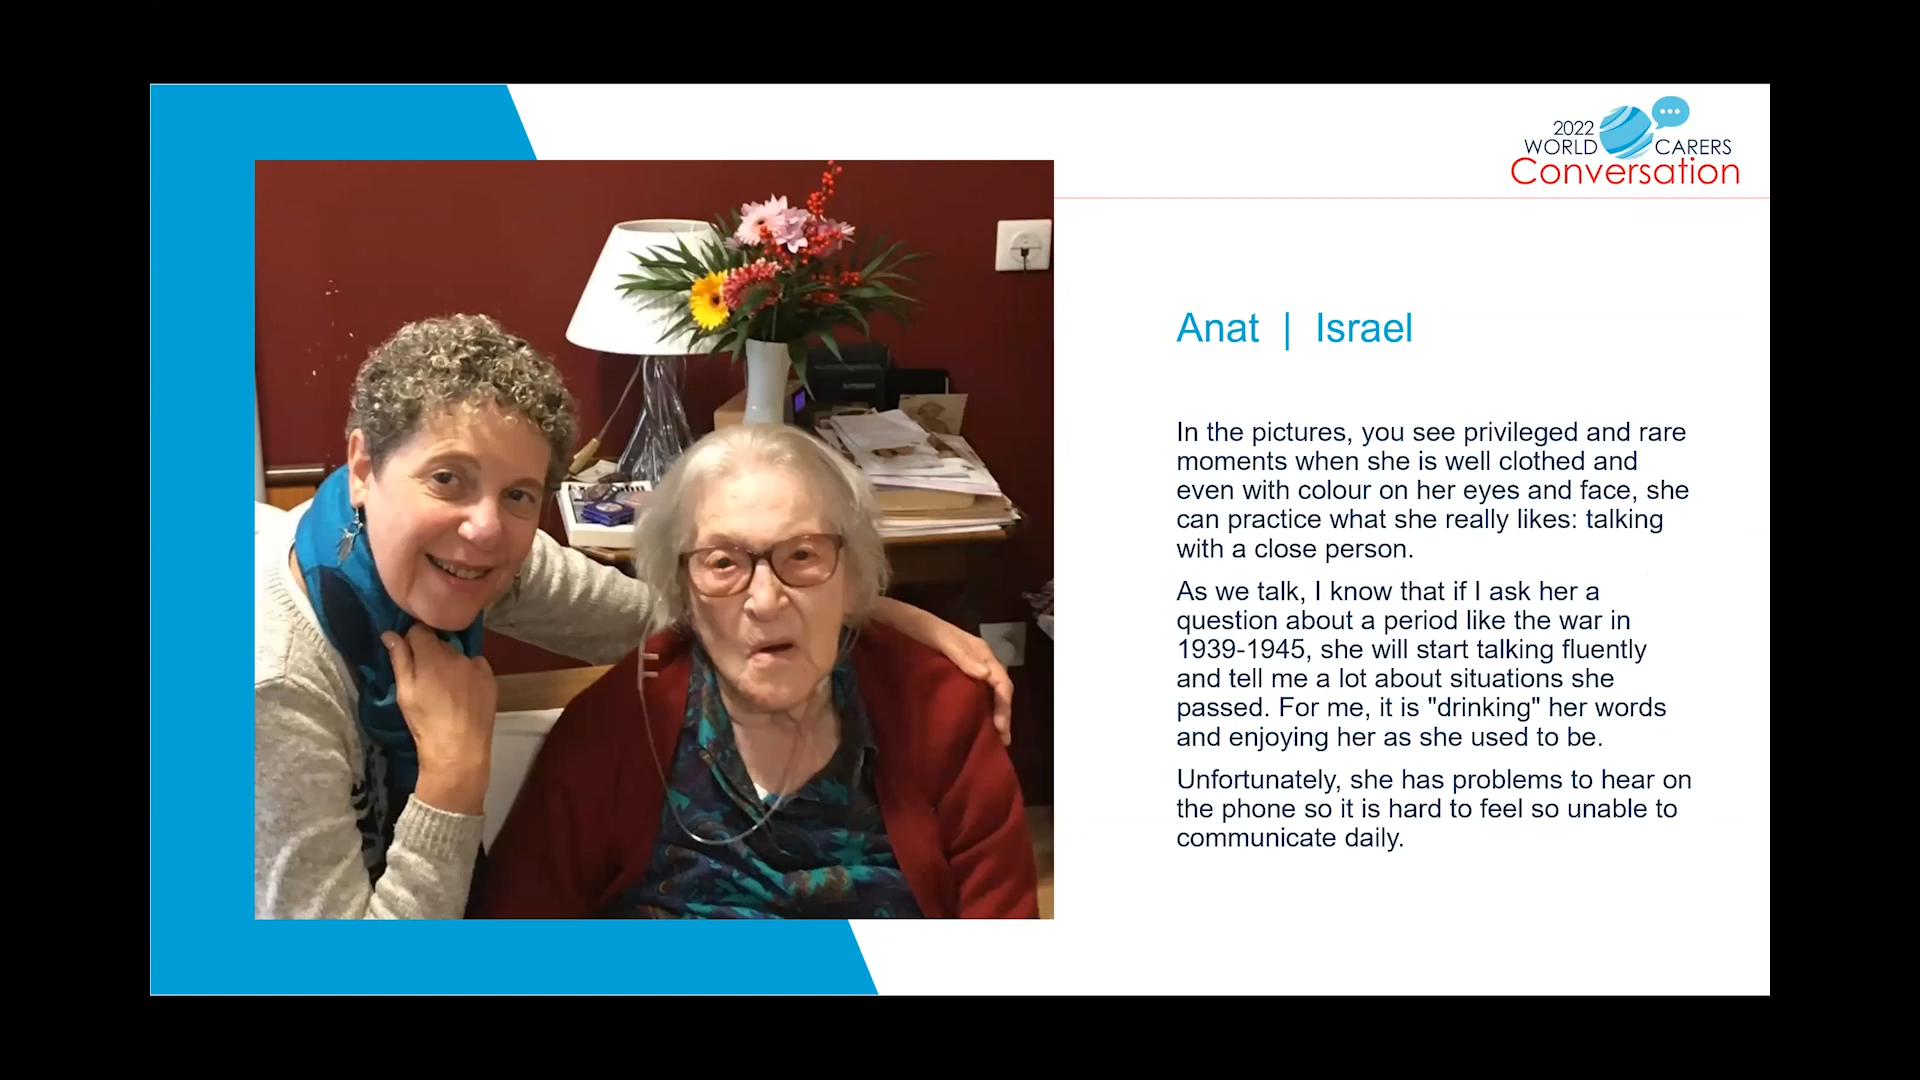 2022
WORLD CARERS
Conversation
Anat | Israel
In the pictures, you see privileged and rare
moments when she is well clothed and
even with colour on her eyes and face, she
can practice what she really likes: talking
with a close person.
As we talk, I know that if I ask her a
question about a period like the war in
1939-1945, she will start talking fluently
and tell me a lot about situations she
passed. For me, it is "drinking" her words
and enjoying her as she used to be.
Unfortunately, she has problems to hear on
the phone so it is hard to feel so unable to
communicate daily.